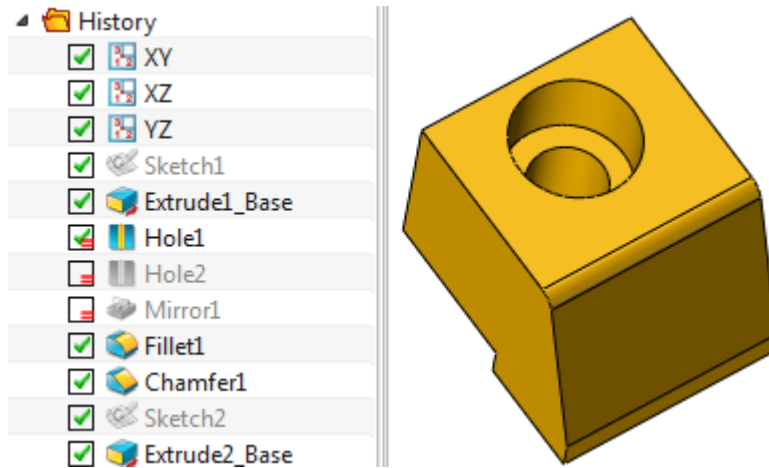 History
XY
XZ
YZ
Sketch1
Extrude1_Base
Hole1
Hole2
Mirror1
Fillet1
Chamfer1
Sketch2
Extrude2_Base